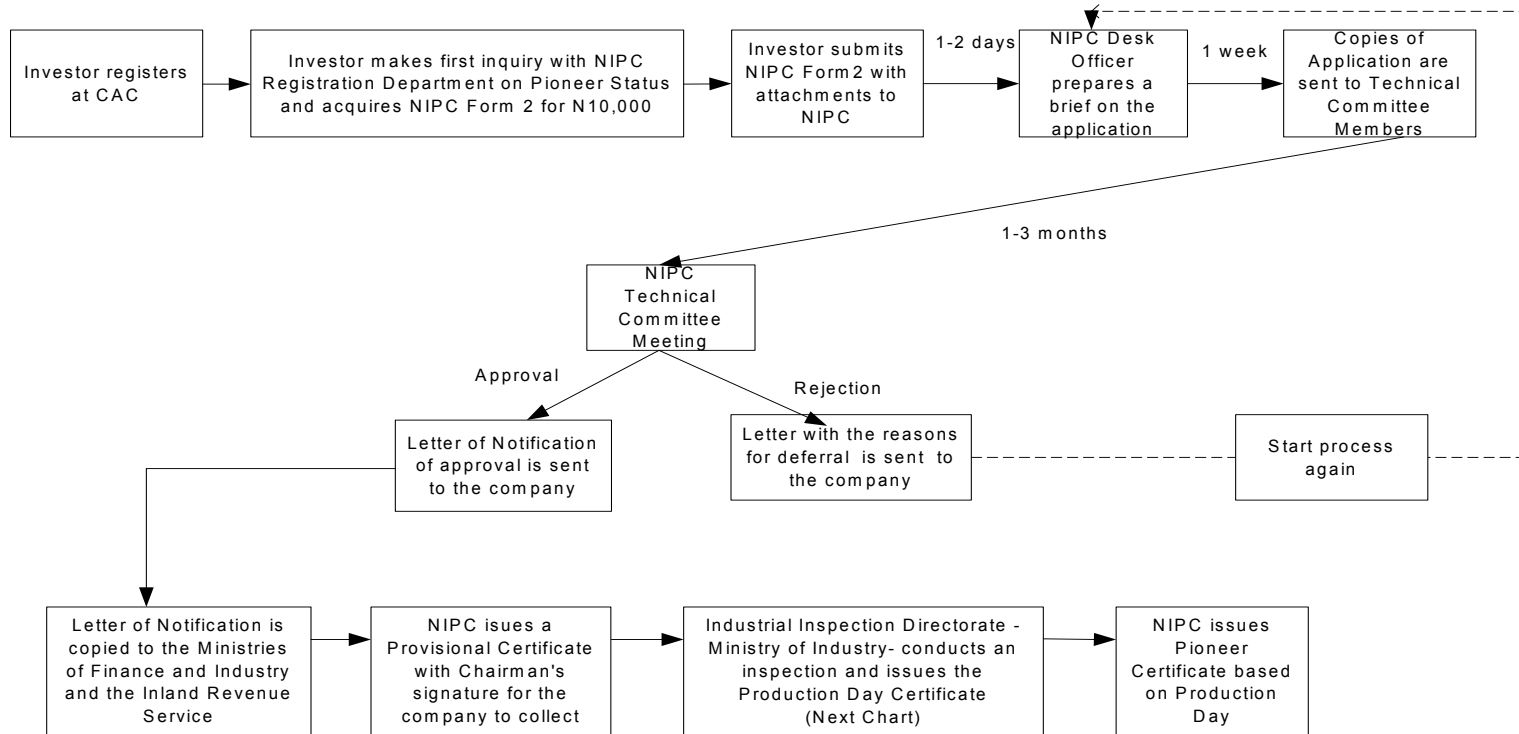 Investor registers
at CAC
Investor makes first inquiry with NIPC
Registration Department on Pioneer Status
and acquires NIPC Form 2 for N10,000
Investor submits
NIPC Form2 with
attachments to
NIPC
1-2 days
NIPC Desk
Officer
prepares a
brief on the
application
1 week
Copies of
Application are
sent to Technical
Committee
Members
1-3 months
NIPC
Technical
Committee
Meeting
Approval
Rejection
Letter of Notification
of approval is sent
to the company
Letter with the reasons
for deferral is sent to
the company
Start process
again
Letter of Notification is
copied to the Ministries
of Finance and Industry
and the Inland Revenue
Service
NIPC isues a
Provisional Certificate
with Chairman's
signature for the
company to collect
Industrial Inspection Directorate -
Ministry of Industry- conducts an
inspection and issues the
Production Day Certificate
(Next Chart)
NIPC issues
Pioneer
Certificate based
on Production
Day